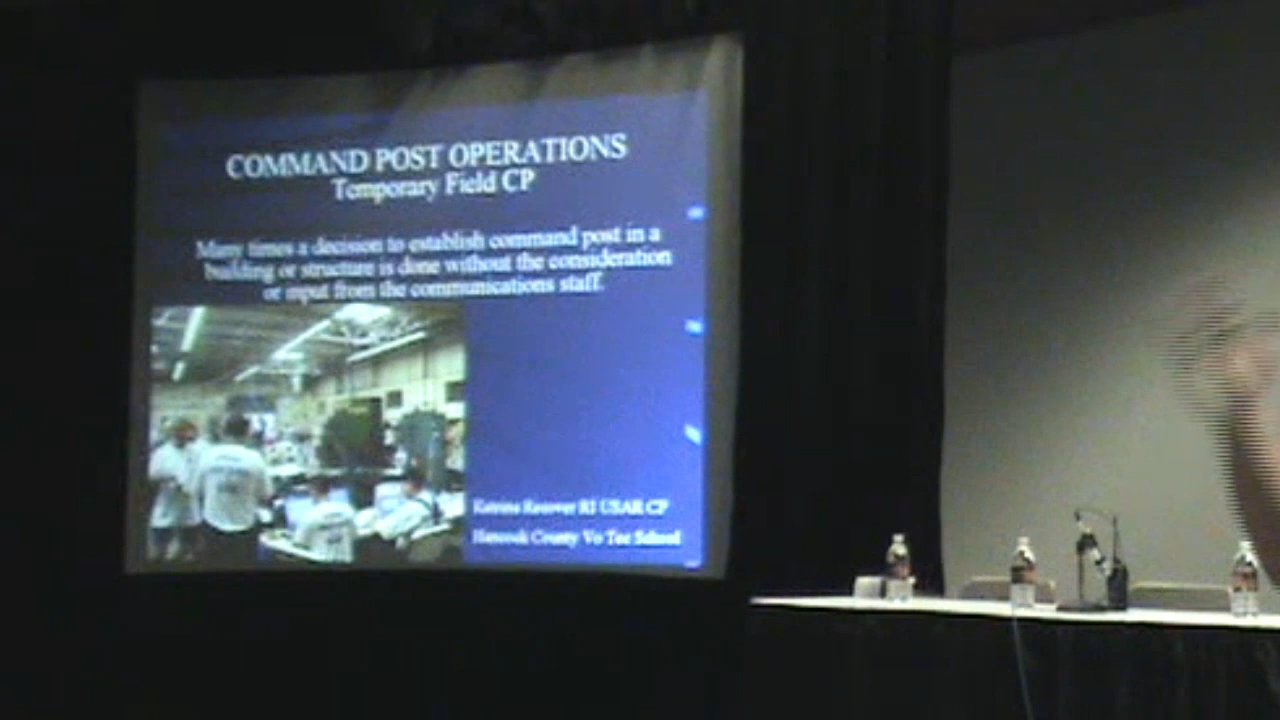 COMMAND POST OPERATIONS
Temporary Field CP
Many times a decision to establish command post in a
building or structure is done without the consideration
or input from the communications staff.
Katrina RI USAR CP
Hancock County Vo Tec School